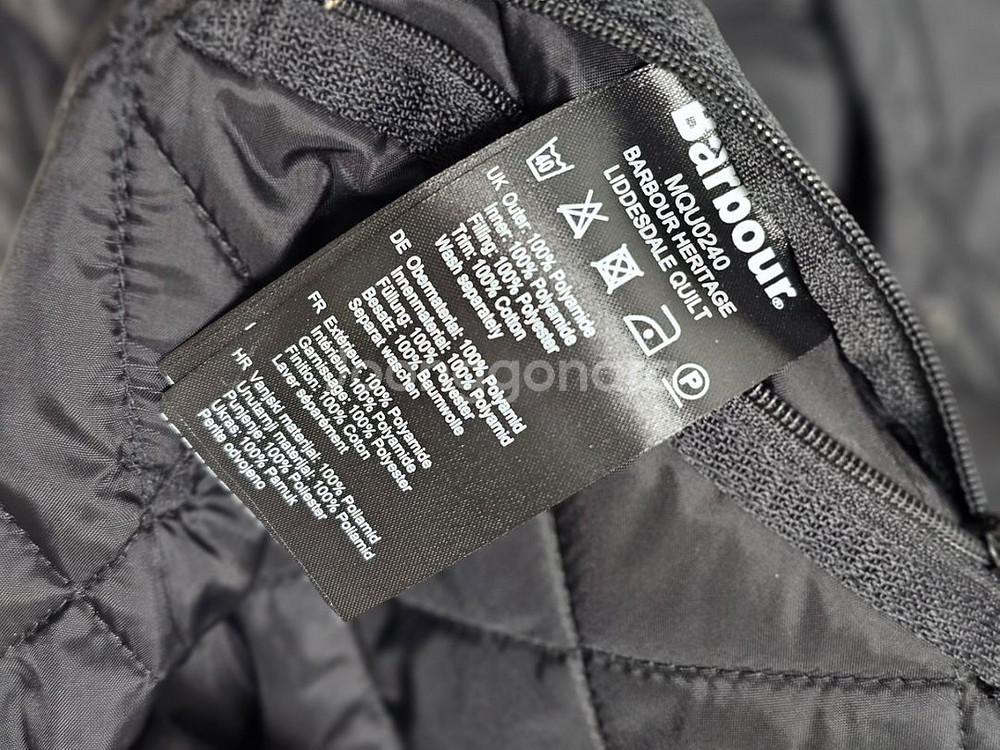 Barbour®
MQU0240
BARBOUR HERITAGE
LIDDESDALE QUILT
40
P
UK Outer: 100% Polyamide
Inner: 100% Polyamide
Filling: 100% Polyester
Trim: 100% Cotton
Wash separately
DE Obermaterial: 100% Polyamid
Innenmaterial: 100% Polyamid
Füllung: 100% Polyester
Besatz: 100% Baumwolle
Separat waschen
FR Extérieur: 100% Polyamide
Intérieur: 100% Polyamide
Garnissage: 100% Polyester
Finition: 100% Coton
Laver séparément
HR Vanjski materijal: 100% Poliamid
Unutarnji materijal: 100% Poliamid
Punjenje: 100% Poliester
Ukras: 100% Pamuk
Perite odvojeno